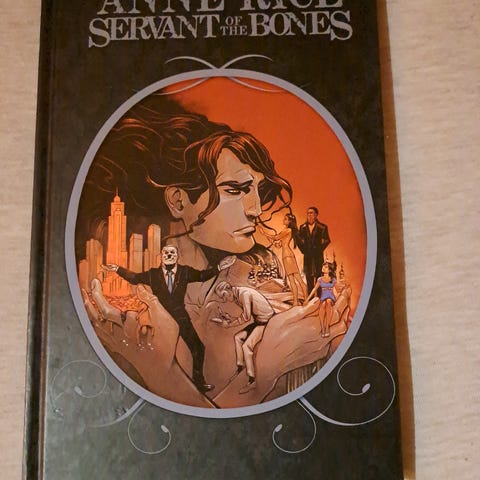 ANNE RICE
SERVANT OF THE BONES